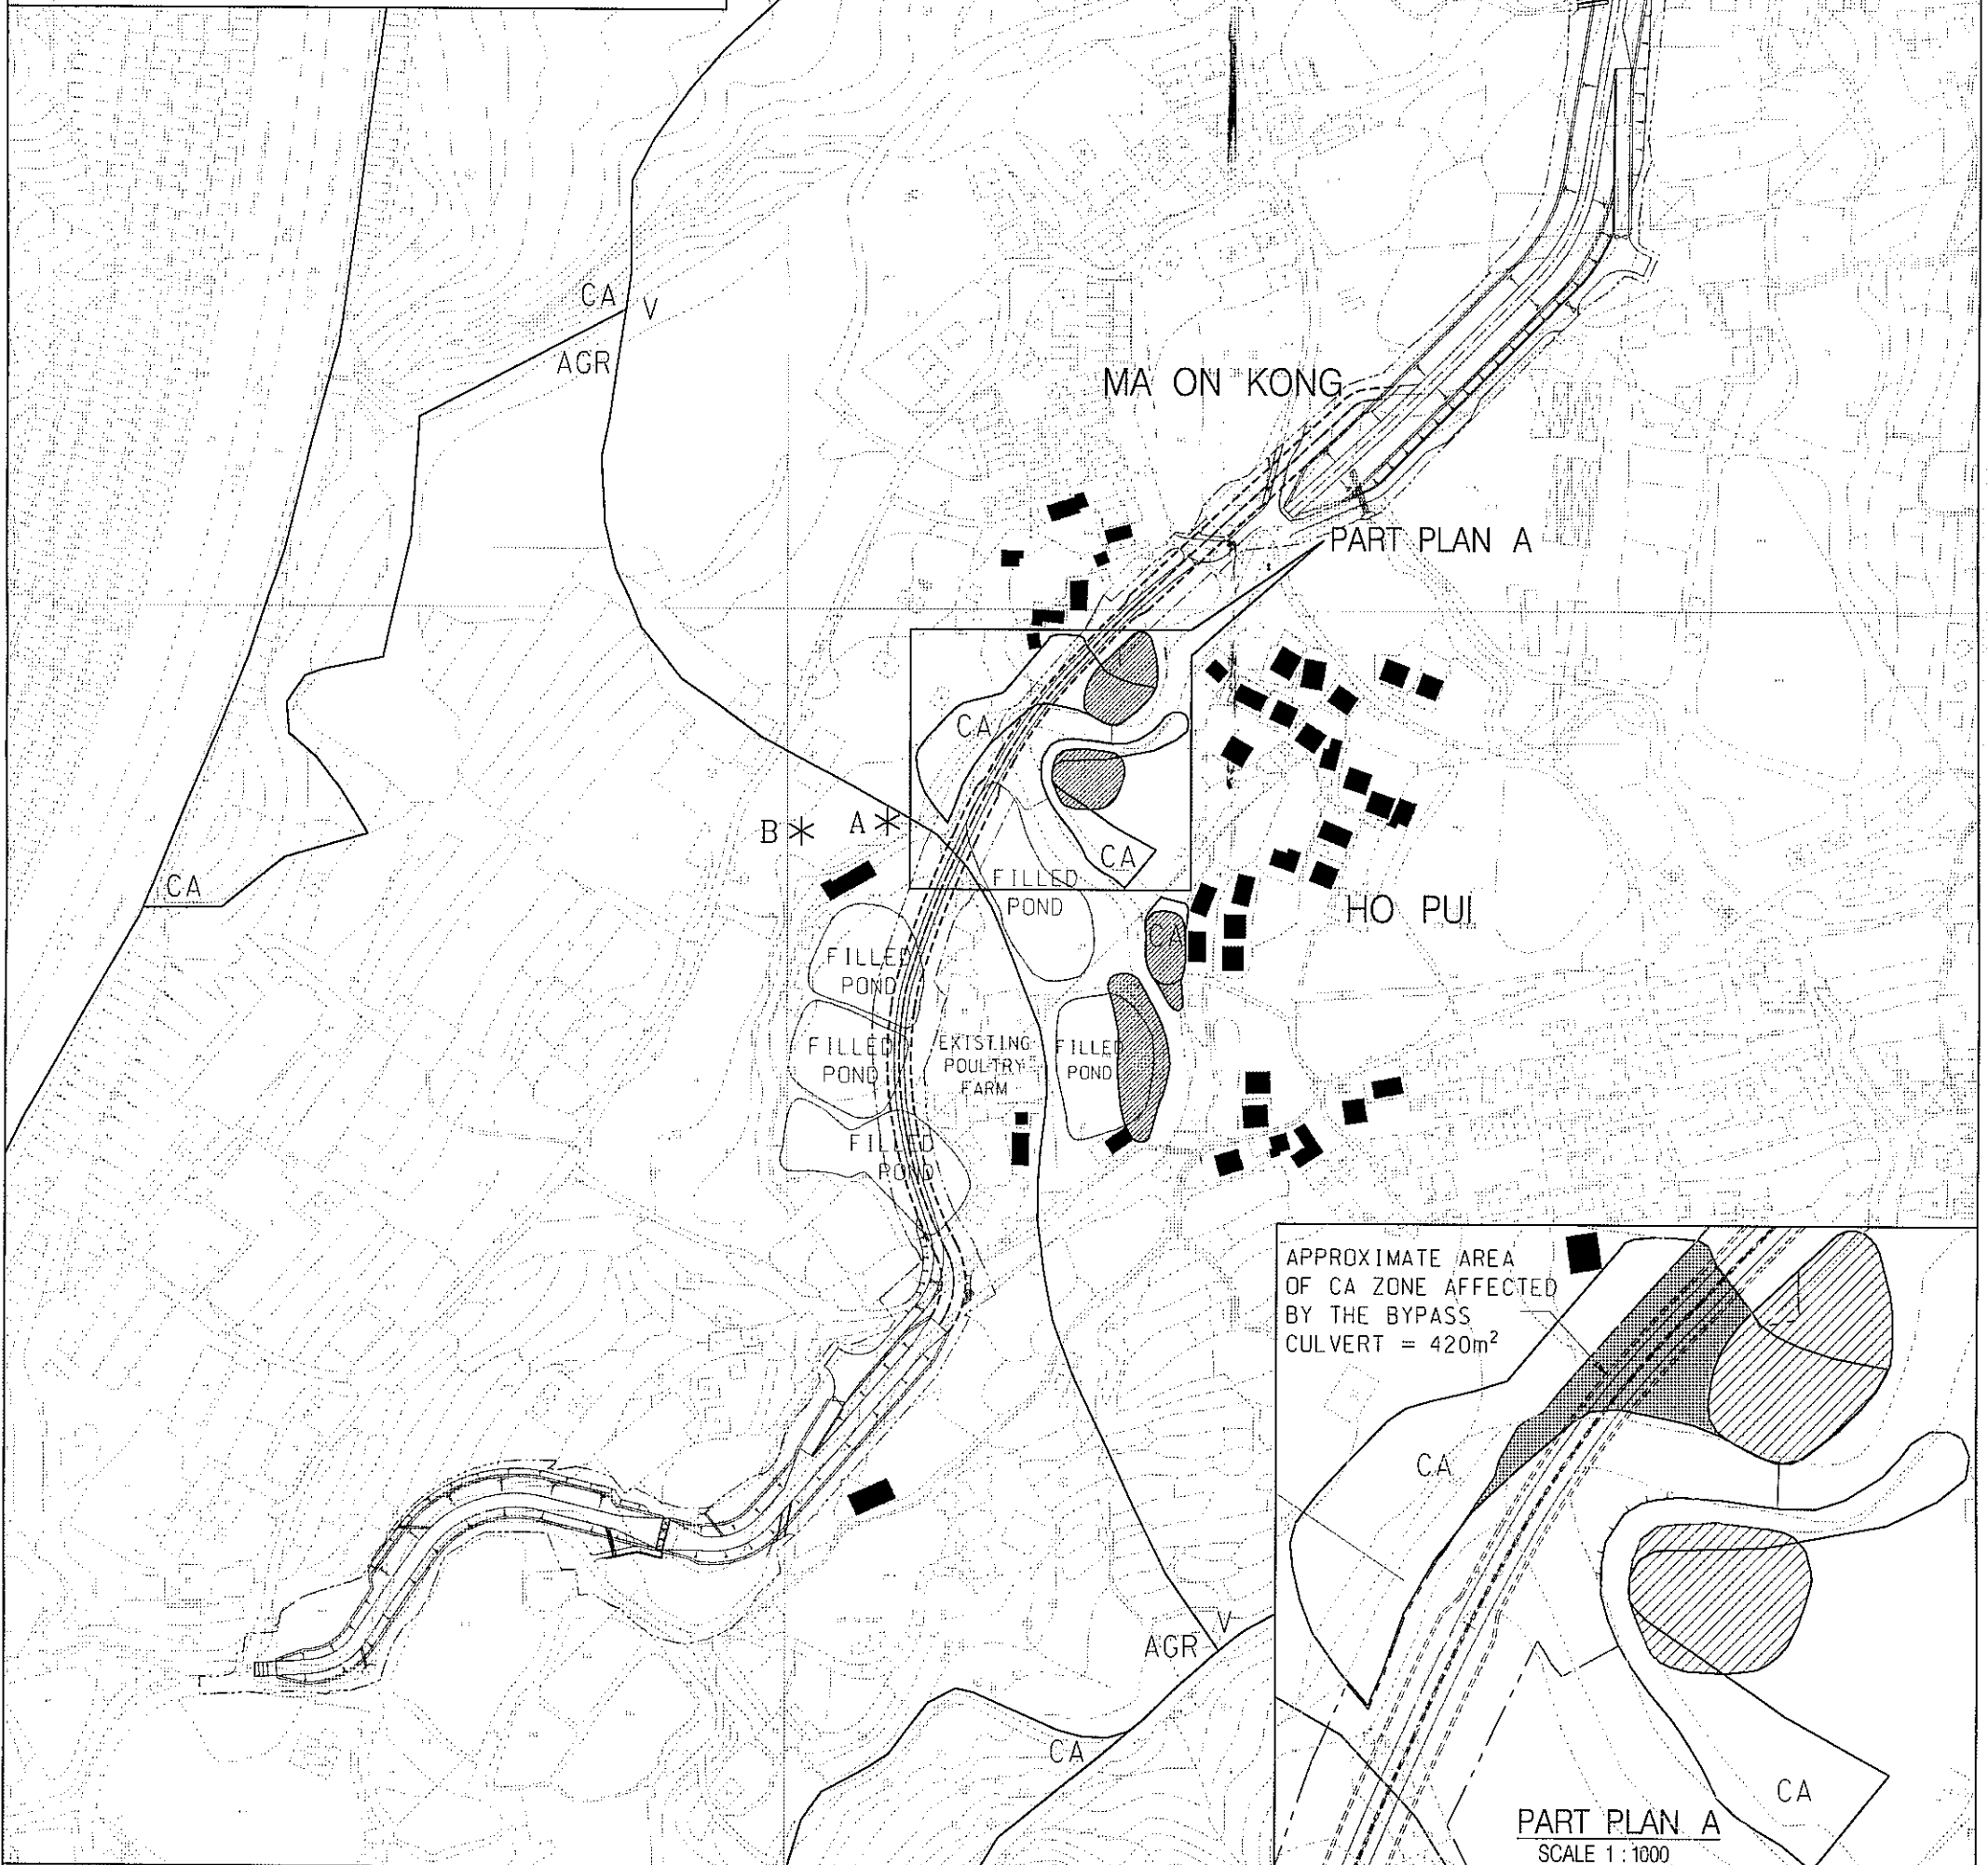 CA
V
AGR
MA ON KONG
PART PLAN A
CA
B
A
CA
CA
FILLED
POND
HO PUI
CA
FILLED
POND
FILLED
POND
EXISTING
POULTRY
FARM
FILLED
POND
FILLED
POND
APPROXIMATE AREA
OF CA ZONE AFFECTED
BY THE BYPASS
CULVERT = 420m²
CA
V
AGR
CA
CA
PART PLAN A
SCALE 1 : 1000